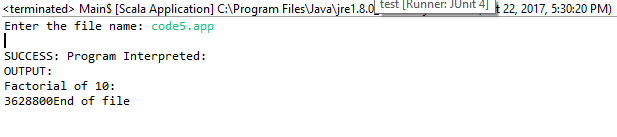 <terminated> Main$ [Scala Application] C:\Program Files\Java\jre1.8.0_
test [Runner: JUnit 4]
22, 2017, 5:30:20 PM)
Enter the file name: code5.app
SUCCESS: Program Interpreted:
OUTPUT:
Factorial of 10:
3628800End of file